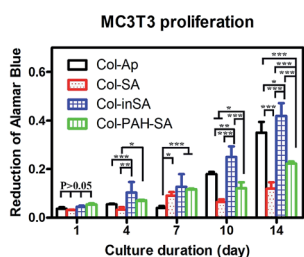 MC3T3 proliferation
Reduction of Alamar Blue
0.6
0.4
0.2
0.0
Col-Ap
Col-SA
Col-inSA
Col-PAH-SA
P>0.05
***
**
*
*
***
*
**
***
***
***
*
***
***
1
4
7
10
14
Culture duration (day)